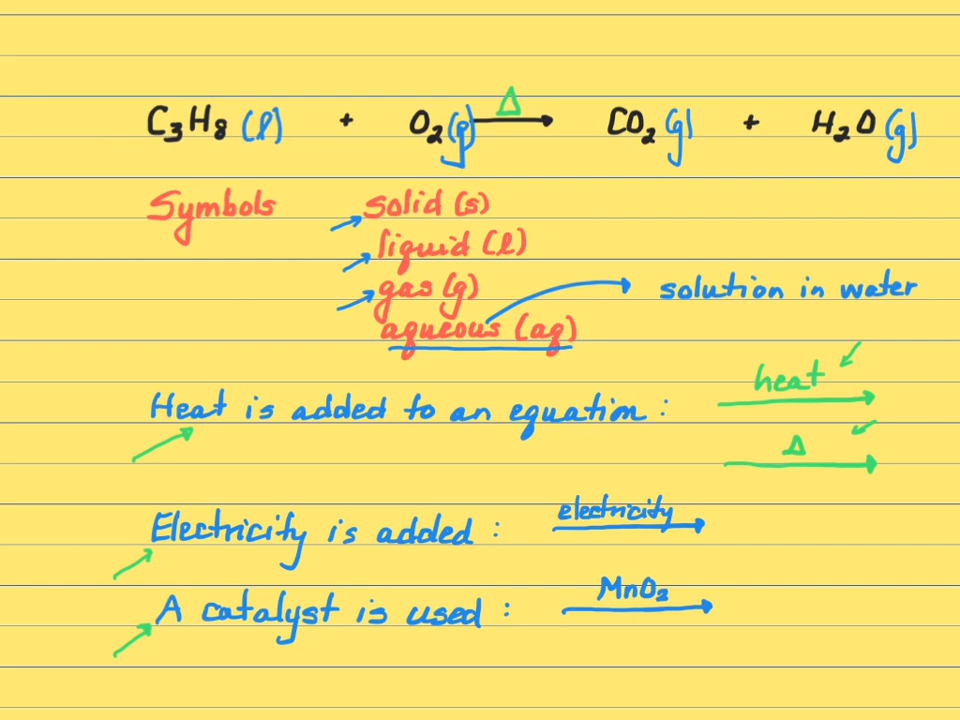 C₃H₈ (l) + O₂(g) Δ→ CO₂(g) + H₂O(g)
Symbols → solid (s)
→ liquid (l)
→ gas (g) → solution in water
aqueous (aq)
heat
Heat is added to an equation : →
Δ →
Electricity is added : electricity →
A catalyst is used : MnO₂ →